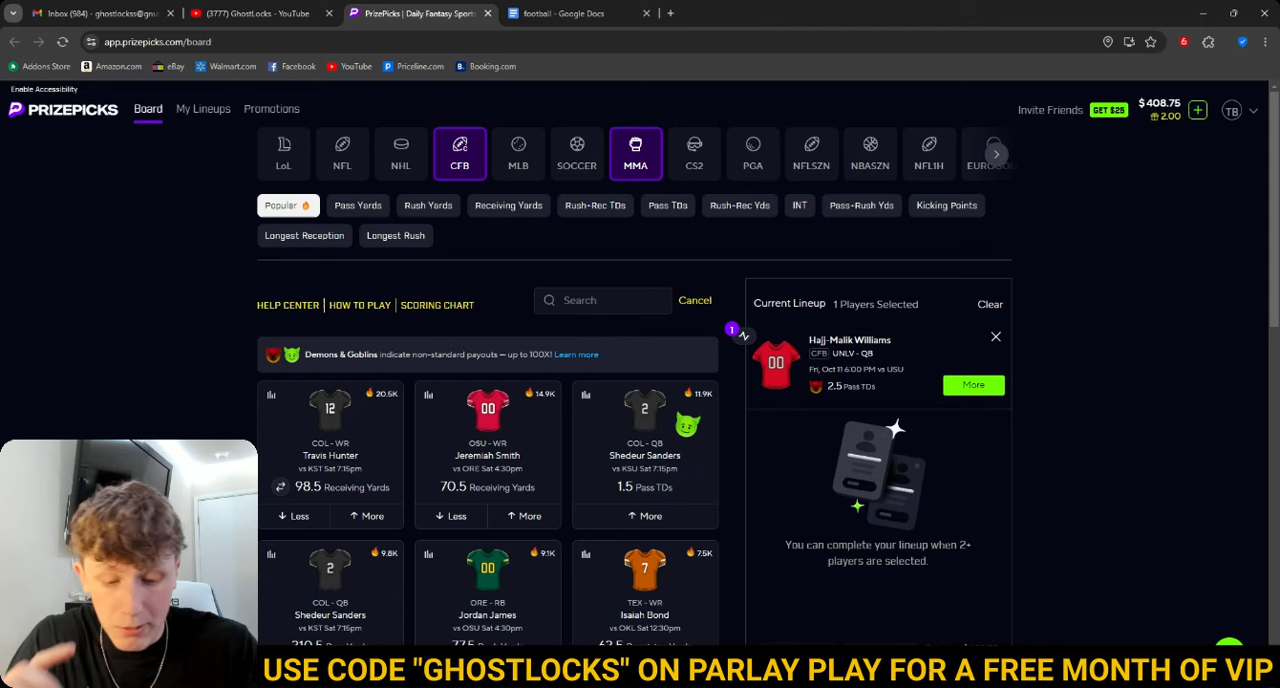 Inbox (984) - ghostlockss@gm
(3777) GhostLocks - YouTube
PrizePicks | Daily Fantasy Sport
football - Google Docs
app.prizepicks.com/board
6
Addons Store
Amazon.com
eBay
Walmart.com
Facebook
YouTube
Priceline.com
Booking.com
Enable Accessibility
PRIZEPICKS
Board
My Lineups
Promotions
Invite Friends
GET $25
$408.75
2.00
TB
LoL
NFL
NHL
CFB
MLB
SOCCER
MMA
CS2
PGA
NFLSZN
NBASZN
NFL1H
Popular
Pass Yards
Rush Yards
Receiving Yards
Rush-Rec TDs
Pass TDs
Rush-Rec Yds
INT
Pass+Rush Yds
Kicking Points
Longest Reception
Longest Rush
HELP CENTER
HOW TO PLAY
SCORING CHART
Search
Cancel
Demons & Goblins indicate non-standard payouts — up to 100X! Learn more
20.5K
12
COL - WR
Travis Hunter
vs KST Sat 7:15pm
98.5 Receiving Yards
Less
More
14.9K
00
OSU - WR
Jeremiah Smith
vs ORE Sat 4:30pm
70.5 Receiving Yards
Less
More
11.9K
2
COL - QB
Shedeur Sanders
vs KSU Sat 7:15pm
1.5 Pass TDs
More
9.8K
2
COL - QB
Shedeur Sanders
vs KST Sat 7:15pm
9.1K
00
ORE - RB
Jordan James
vs OSU Sat 4:30pm
7.5K
7
TEX - WR
Isaiah Bond
vs OKL Sat 12:30pm
Current Lineup
1 Players Selected
Clear
1
00
Hajj-Malik Williams
CFB UNLV - QB
Fri, Oct 11 6:00 PM vs USU
2.5 Pass TDs
More
You can complete your lineup when 2+
players are selected.
USE CODE "GHOSTLOCKS" ON PARLAY PLAY FOR A FREE MONTH OF VIP